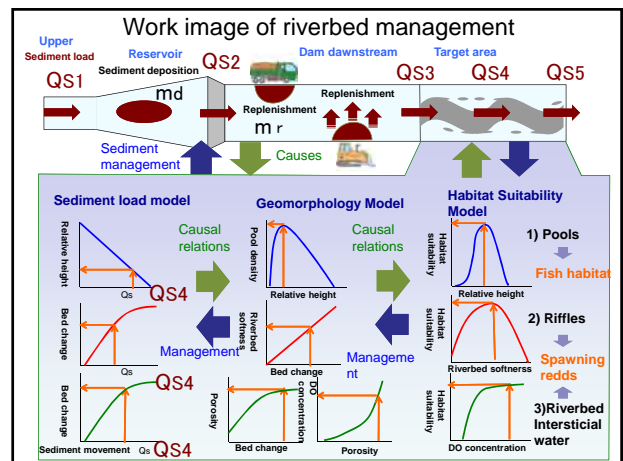 Work image of riverbed management
Upper
Sediment load
QS1
Reservoir
Sediment deposition
md
QS2
Dam dawnstream
Replenishment
Replenishment
m r
Target area
QS3
QS4
QS5
Sediment
management
Causes
Sediment load model
Geomorphology Model
Habitat Suitability
Model
Relative height
Qs
QS4
Causal
relations
Pool density
Relative height
Causal
relations
Habitat
suitability
Relative height
1) Pools
Fish habitat
Bed change
Qs
Management
Riverbed
softness
Bed change
Manageme
nt
Habitat
suitability
Riverbed softnerss
2) Riffles
Spawning
redds
Bed change
QS4
Sediment movement
Qs
QS4
Porosity
Bed change
DO
concentration
Porosity
Habitat
suitability
DO concentration
3)Riverbed
Intersticial
water